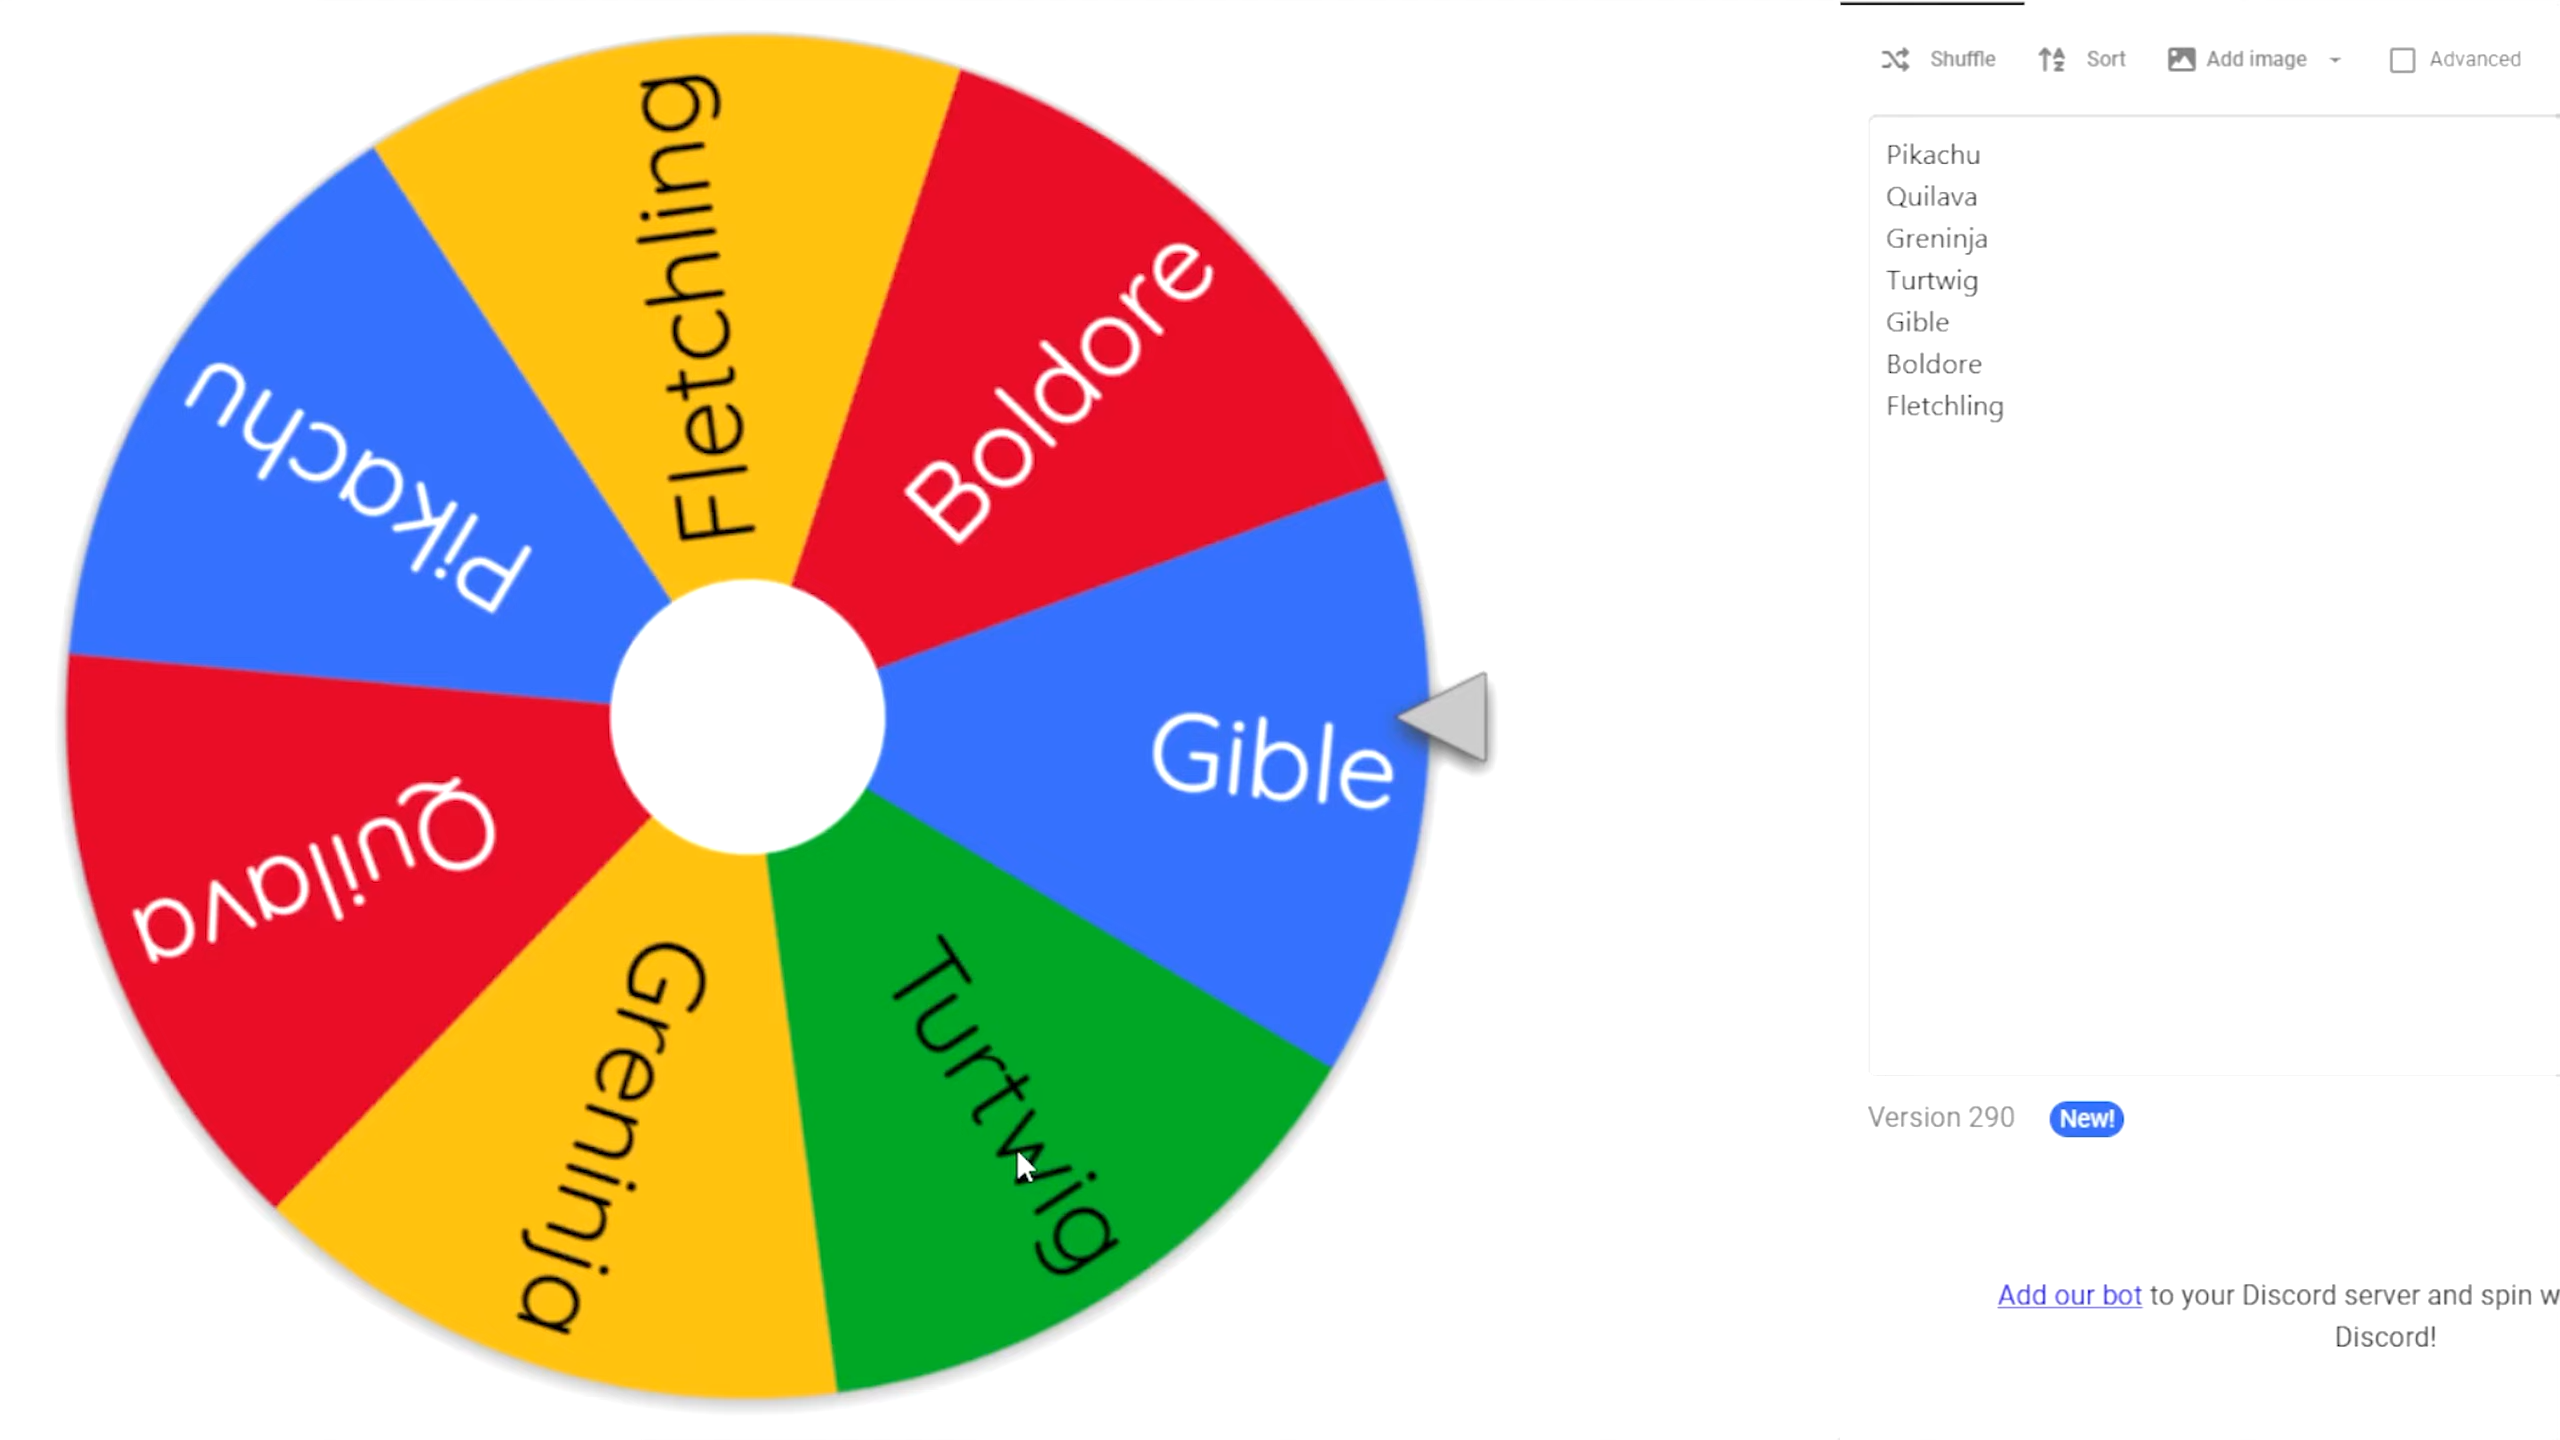 Fletchling
Boldore
Pikachu
Gible
Quilava
Turtwig
Greninja
Shuffle
Sort
Add image
Advanced
Pikachu
Quilava
Greninja
Turtwig
Gible
Boldore
Fletchling
Version 290 New!
Add our bot to your Discord server and spin w
Discord!